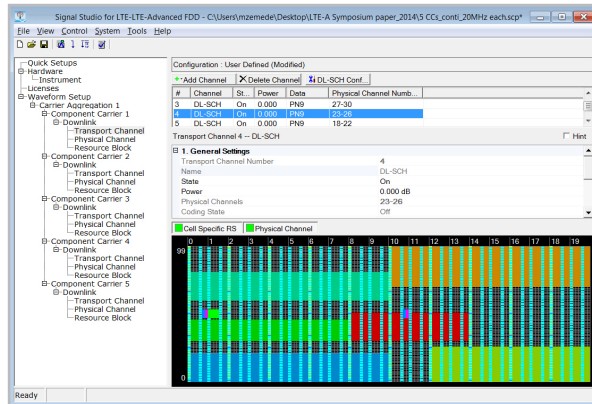 Signal Studio for LTE-LTE-Advanced FDD - C:\Users\mzemede\Desktop\LTE-A Symposium paper_2014\5 CCs_conti_20MHz each.scp*
File View Control System Tools Help
Quick Setups
Hardware
Instrument
Licenses
Waveform Setup
Carrier Aggregation 1
Component Carrier 1
Downlink
Transport Channel
Physical Channel
Resource Block
Component Carrier 2
Downlink
Transport Channel
Physical Channel
Resource Block
Component Carrier 3
Downlink
Transport Channel
Physical Channel
Resource Block
Component Carrier 4
Downlink
Transport Channel
Physical Channel
Resource Block
Component Carrier 5
Downlink
Transport Channel
Physical Channel
Resource Block
Configuration : User Defined (Modified)
Add Channel Delete Channel DL-SCH Conf...
# Channel St... Power Data Physical Channel Numb...
3 DL-SCH On 0.000 PN9 27-30
4 DL-SCH On 0.000 PN9 23-26
5 DL-SCH On 0.000 PN9 18-22
Transport Channel 4 -- DL-SCH Hint
1. General Settings
Transport Channel Number 4
Name DL-SCH
State On
Power 0.000 dB
Physical Channels 23-26
Coding State Off
Cell Specific RS Physical Channel
0 1 2 3 4 5 6 7 8 9 10 11 12 13 14 15 16 17 18 19
99
0
Ready